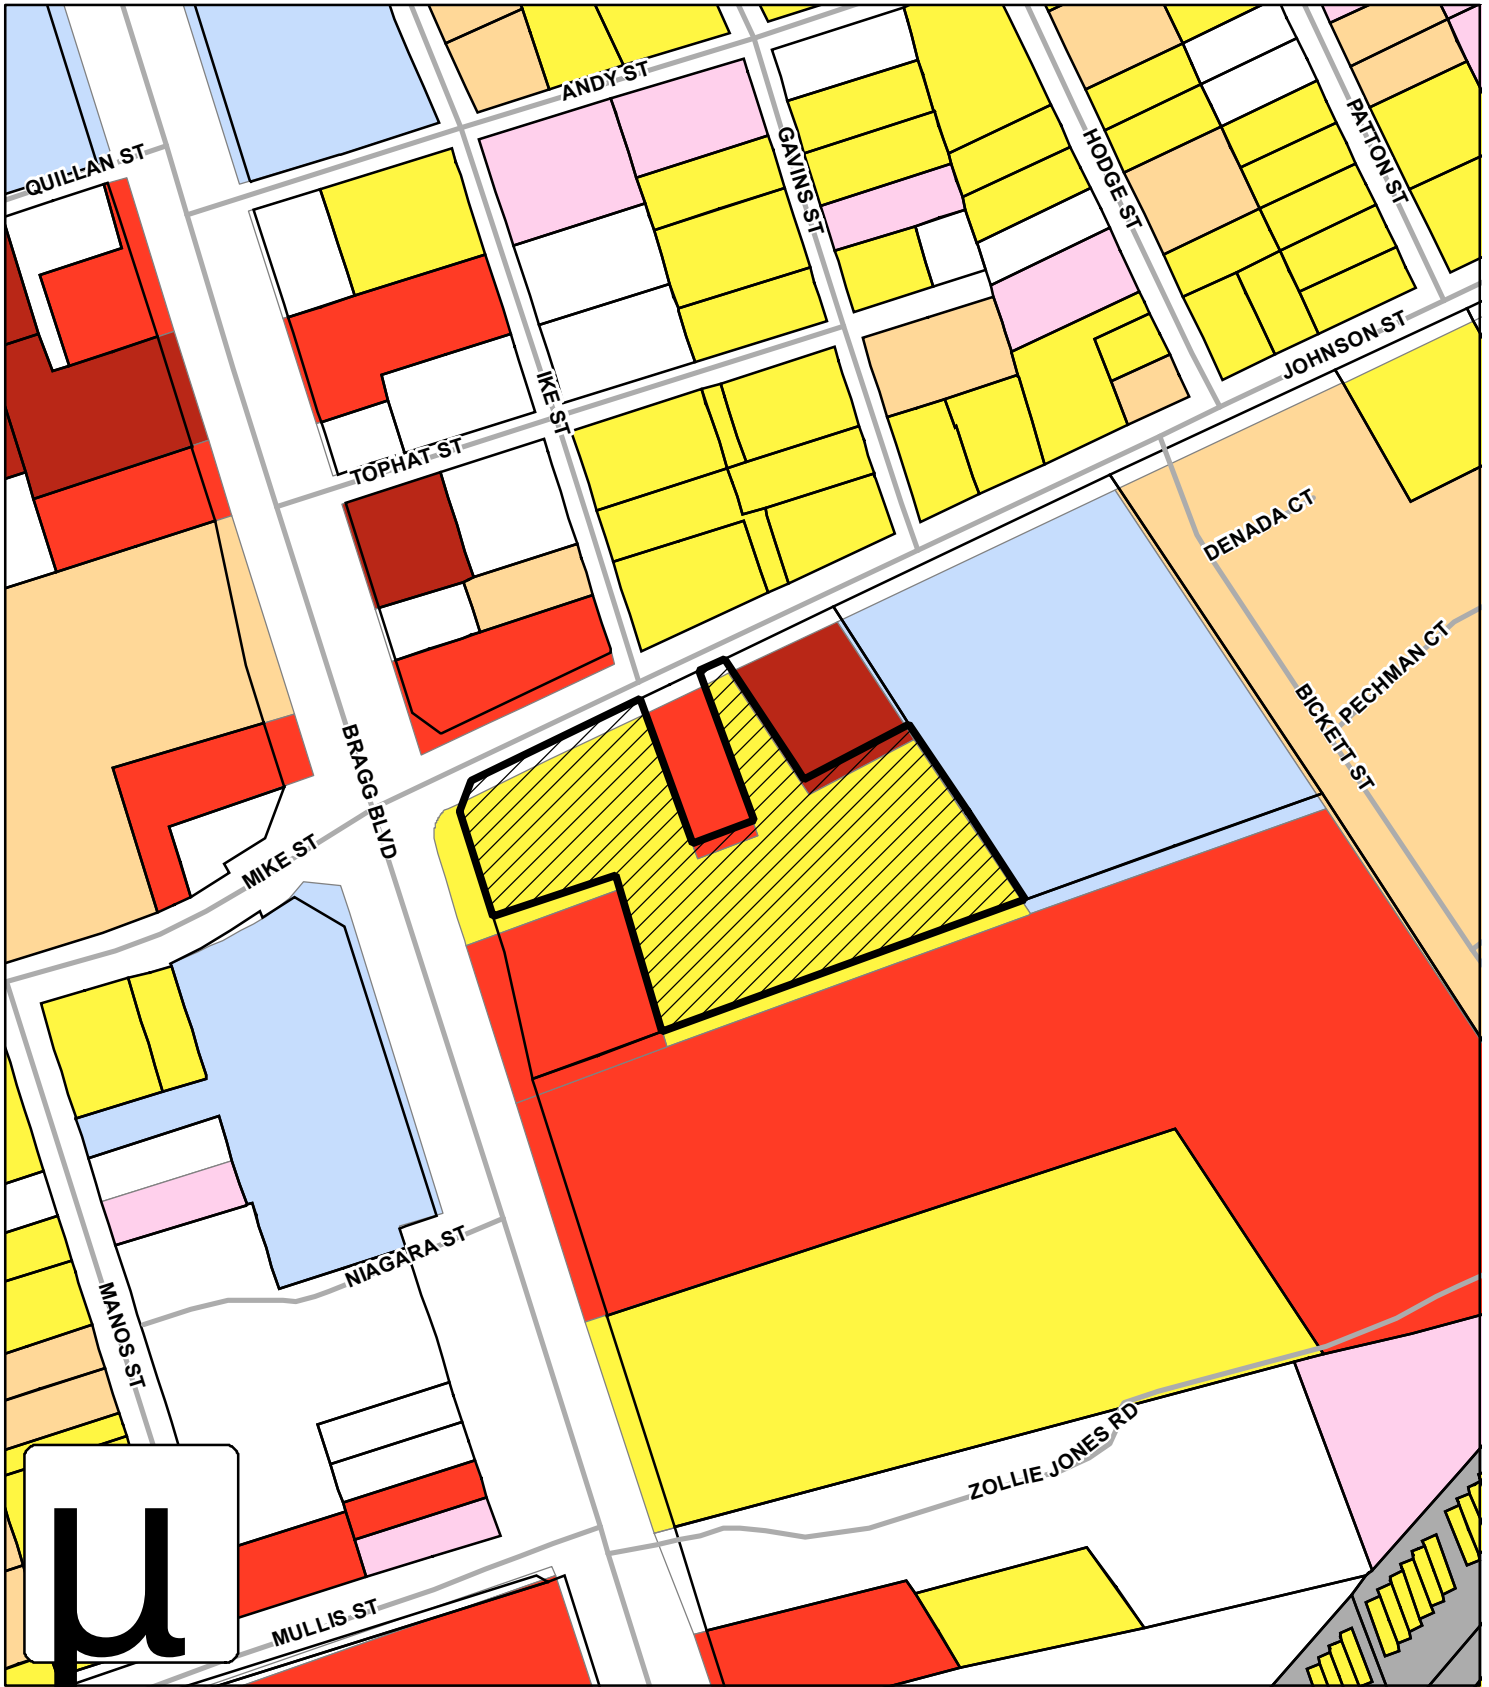 ANDY ST
QUILLAN ST
GAVINS ST
HODGE ST
PATTON ST
JOHNSON ST
IKE ST
TOPHAT ST
DENADA CT
PECHMAN CT
BICKETT ST
BRAGG BLVD
MIKE ST
NIAGARA ST
MANOS ST
ZOLLIE JONES RD
MULLIS ST
µ